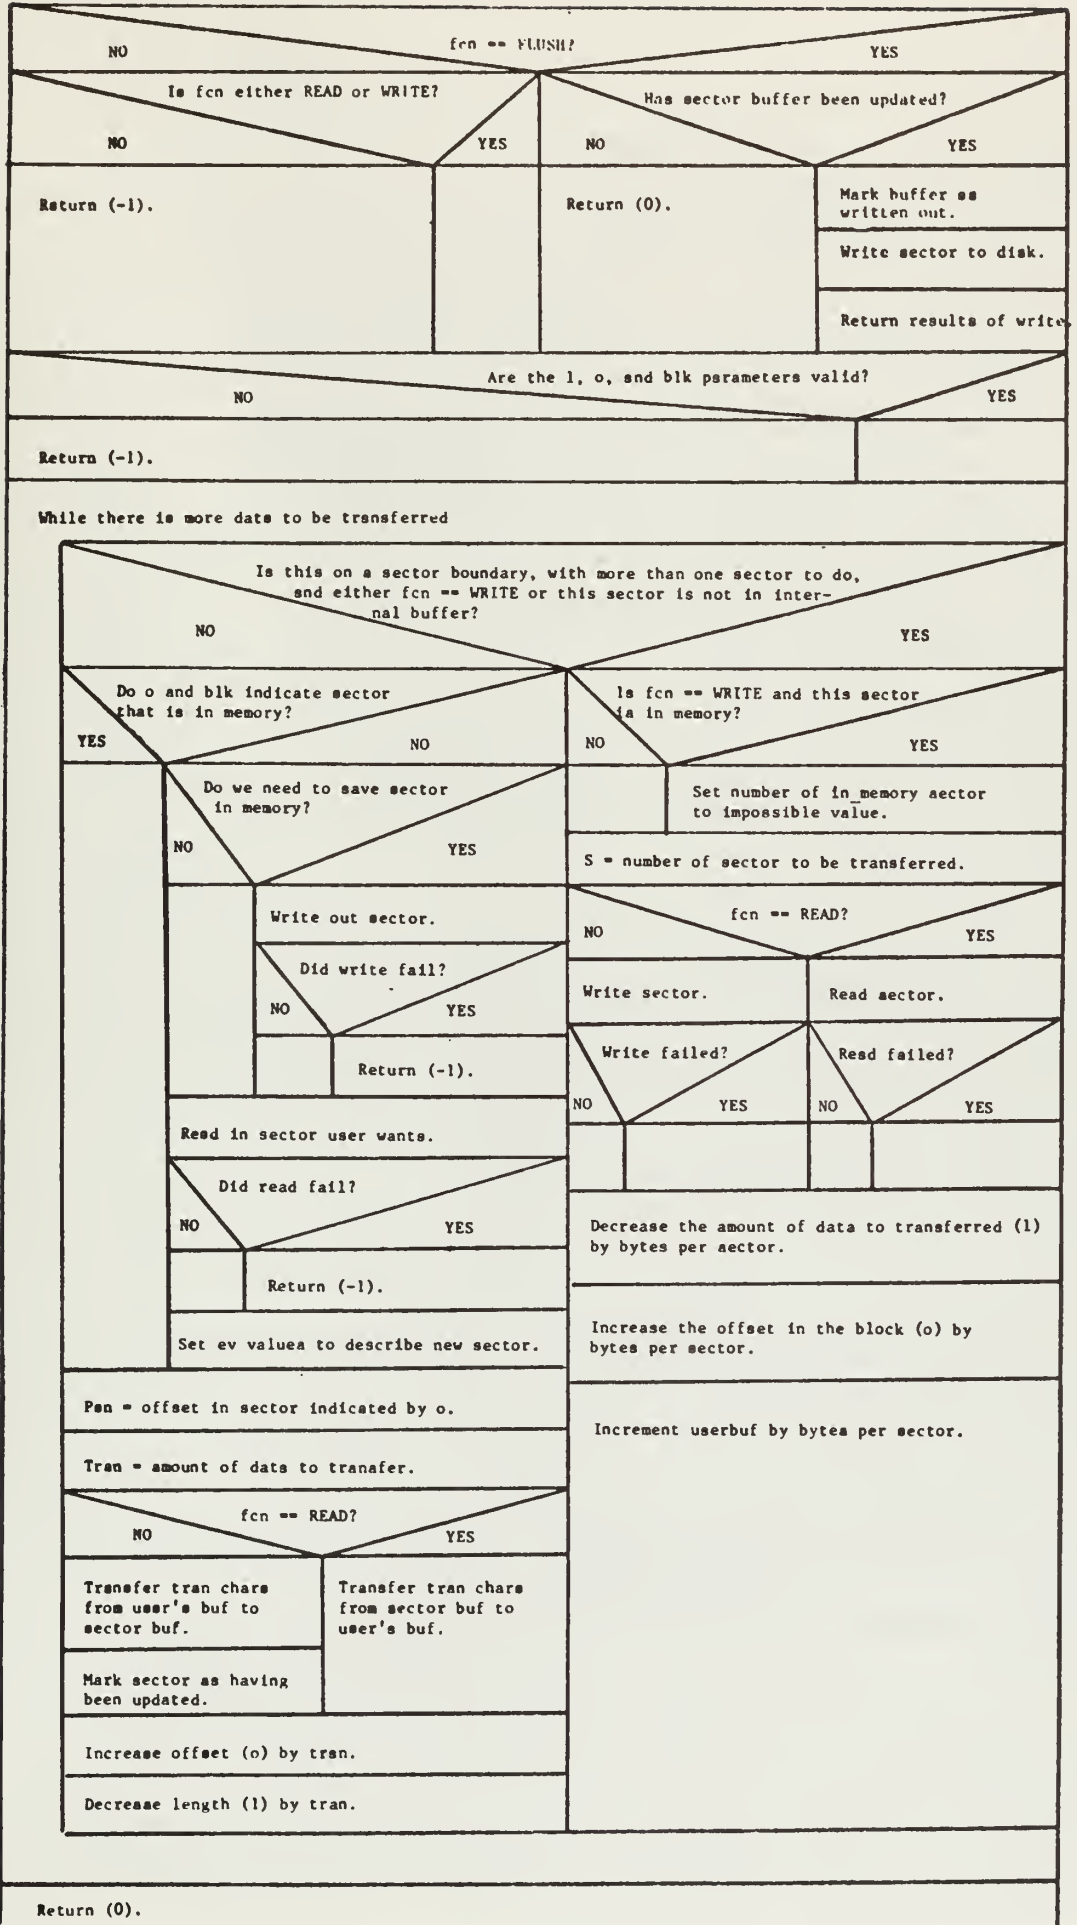 fcn == FLUSH?
NO
YES
Is fcn either READ or WRITE?
Has sector buffer been updated?
NO
YES
NO
YES
Return (-1).
Return (0).
Mark buffer as
written out.
Write sector to disk.
Return results of write.
Are the l, o, and blk parameters valid?
NO
YES
Return (-1).
While there is more data to be transferred
Is this on a sector boundary, with more than one sector to do,
and either fcn == WRITE or this sector is not in inter-
nal buffer?
NO
YES
Do o and blk indicate sector
that is in memory?
YES
NO
Do we need to save sector
in memory?
NO
YES
Write out sector.
Did write fail?
NO
YES
Return (-1).
Read in sector user wants.
Did read fail?
NO
YES
Return (-1).
Set ev values to describe new sector.
Psn = offset in sector indicated by o.
Tran = amount of data to transfer.
fcn == READ?
NO
YES
Transfer tran chars
from user's buf to
sector buf.
Mark sector as having
been updated.
Transfer tran chars
from sector buf to
user's buf.
Increase offset (o) by tran.
Decrease length (l) by tran.
Is fcn == WRITE and this sector
is in memory?
NO
YES
Set number of in_memory sector
to impossible value.
S = number of sector to be transferred.
fcn == READ?
NO
YES
Write sector.
Read sector.
Write failed?
NO
YES
Read failed?
NO
YES
Decrease the amount of data to transferred (l)
by bytes per sector.
Increase the offset in the block (o) by
bytes per sector.
Increment userbuf by bytes per sector.
Return (0).